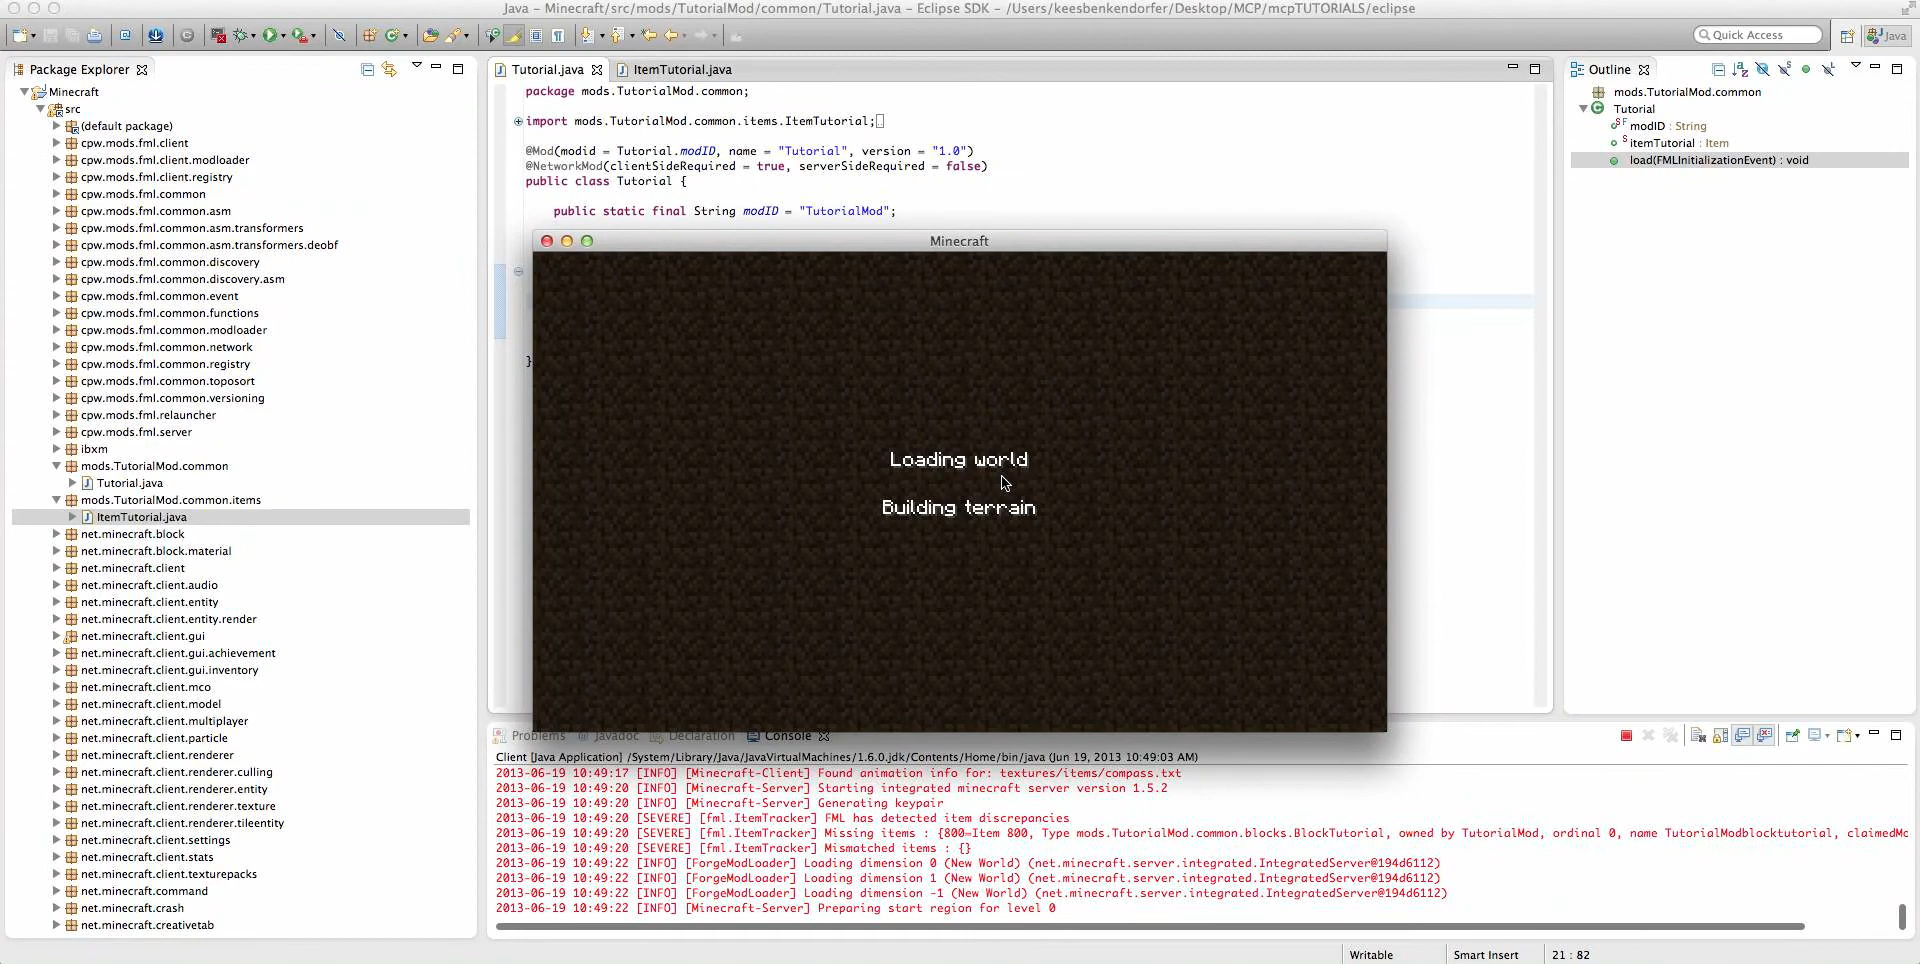 Java – Minecraft/src/mods/TutorialMod/common/Tutorial.java – Eclipse SDK – /Users/keesbenkendorfer/Desktop/MCP/mcpTUTORIALS/eclipse
Quick Access
Java
Package Explorer
Minecraft
src
(default package)
cpw.mods.fml.client
cpw.mods.fml.client.modloader
cpw.mods.fml.client.registry
cpw.mods.fml.common
cpw.mods.fml.common.asm
cpw.mods.fml.common.asm.transformers
cpw.mods.fml.common.asm.transformers.deobf
cpw.mods.fml.common.discovery
cpw.mods.fml.common.discovery.asm
cpw.mods.fml.common.event
cpw.mods.fml.common.functions
cpw.mods.fml.common.modloader
cpw.mods.fml.common.network
cpw.mods.fml.common.registry
cpw.mods.fml.common.toposort
cpw.mods.fml.common.versioning
cpw.mods.fml.relauncher
cpw.mods.fml.server
ibxm
mods.TutorialMod.common
Tutorial.java
mods.TutorialMod.common.items
ItemTutorial.java
net.minecraft.block
net.minecraft.block.material
net.minecraft.client
net.minecraft.client.audio
net.minecraft.client.entity
net.minecraft.client.entity.render
net.minecraft.client.gui
net.minecraft.client.gui.achievement
net.minecraft.client.gui.inventory
net.minecraft.client.mco
net.minecraft.client.model
net.minecraft.client.multiplayer
net.minecraft.client.particle
net.minecraft.client.renderer
net.minecraft.client.renderer.culling
net.minecraft.client.renderer.entity
net.minecraft.client.renderer.texture
net.minecraft.client.renderer.tileentity
net.minecraft.client.settings
net.minecraft.client.stats
net.minecraft.client.texturepacks
net.minecraft.command
net.minecraft.crash
net.minecraft.creativetab
Tutorial.java
ItemTutorial.java
package mods.TutorialMod.common;
import mods.TutorialMod.common.items.ItemTutorial;
@Mod(modid = Tutorial.modID, name = "Tutorial", version = "1.0")
@NetworkMod(clientSideRequired = true, serverSideRequired = false)
public class Tutorial {
public static final String modID = "TutorialMod";
}
Minecraft
Loading world
Building terrain
Outline
mods.TutorialMod.common
Tutorial
modID : String
itemTutorial : Item
load(FMLInitializationEvent) : void
Problems
Javadoc
Declaration
Console
Client [Java Application] /System/Library/Java/JavaVirtualMachines/1.6.0.jdk/Contents/Home/bin/java (Jun 19, 2013 10:49:03 AM)
2013-06-19 10:49:17 [INFO] [Minecraft-Client] Found animation info for: textures/items/compass.txt
2013-06-19 10:49:20 [INFO] [Minecraft-Server] Starting integrated minecraft server version 1.5.2
2013-06-19 10:49:20 [INFO] [Minecraft-Server] Generating keypair
2013-06-19 10:49:20 [SEVERE] [fml.ItemTracker] FML has detected item discrepancies
2013-06-19 10:49:20 [SEVERE] [fml.ItemTracker] Missing items : {800=Item 800, Type mods.TutorialMod.common.blocks.BlockTutorial, owned by TutorialMod, ordinal 0, name TutorialModblocktutorial, claimedMo
2013-06-19 10:49:20 [SEVERE] [fml.ItemTracker] Mismatched items : {}
2013-06-19 10:49:22 [INFO] [ForgeModLoader] Loading dimension 0 (New World) (net.minecraft.server.integrated.IntegratedServer@194d6112)
2013-06-19 10:49:22 [INFO] [ForgeModLoader] Loading dimension 1 (New World) (net.minecraft.server.integrated.IntegratedServer@194d6112)
2013-06-19 10:49:22 [INFO] [ForgeModLoader] Loading dimension -1 (New World) (net.minecraft.server.integrated.IntegratedServer@194d6112)
2013-06-19 10:49:22 [INFO] [Minecraft-Server] Preparing start region for level 0
Writable
Smart Insert
21 : 82